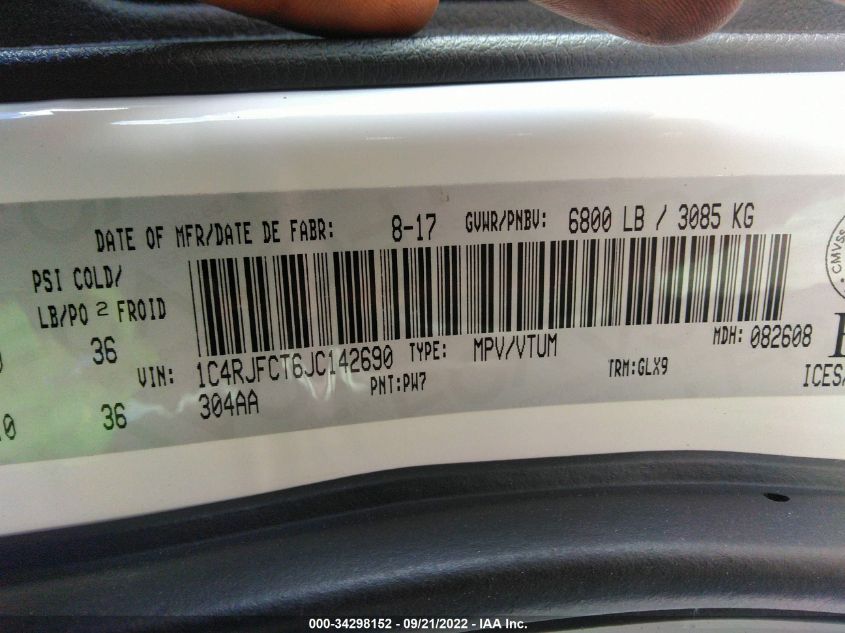 DATE OF MFR/DATE DE FABR: 8-17 GVWR/PNBV: 6800 LB / 3085 KG
PSI COLD/
LB/PO 2 FROID
36
VIN: 1C4RJFCT6JC142690 TYPE: MPV/VTUM MDH: 082608
PNT:PW7 TRM:GLX9
304AA
36
CMVSS
ICES
000-34298152 - 09/21/2022 - IAA Inc.